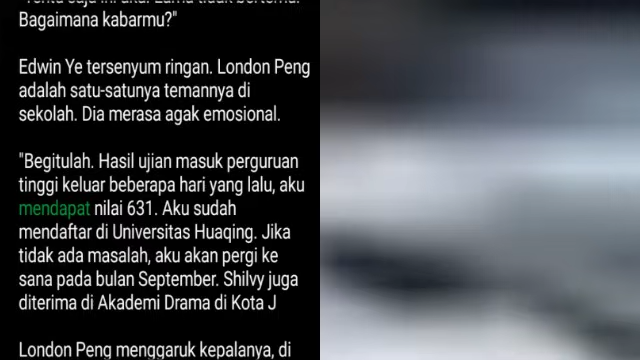 Bagaimana kabarmu?"
Edwin Ye tersenyum ringan. London Peng
adalah satu-satunya temannya di
sekolah. Dia merasa agak emosional.
"Begitulah. Hasil ujian masuk perguruan
tinggi keluar beberapa hari yang lalu, aku
mendapat nilai 631. Aku sudah
mendaftar di Universitas Huaqing. Jika
tidak ada masalah, aku akan pergi ke
sana pada bulan September. Shilvy juga
diterima di Akademi Drama di Kota J
London Peng menggaruk kepalanya, di